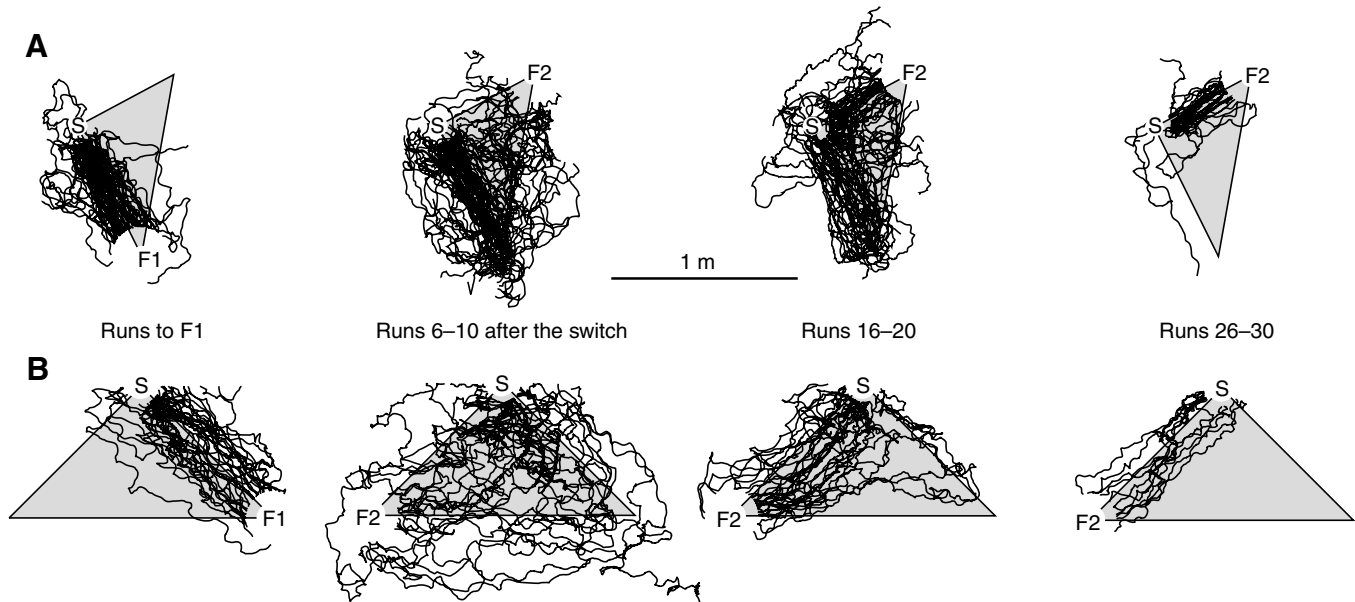 A
S
F1
S
F2
S
F2
S
F2
1 m
Runs to F1
Runs 6–10 after the switch
Runs 16–20
Runs 26–30
B
S
F1
S
F2
S
F2
S
F2